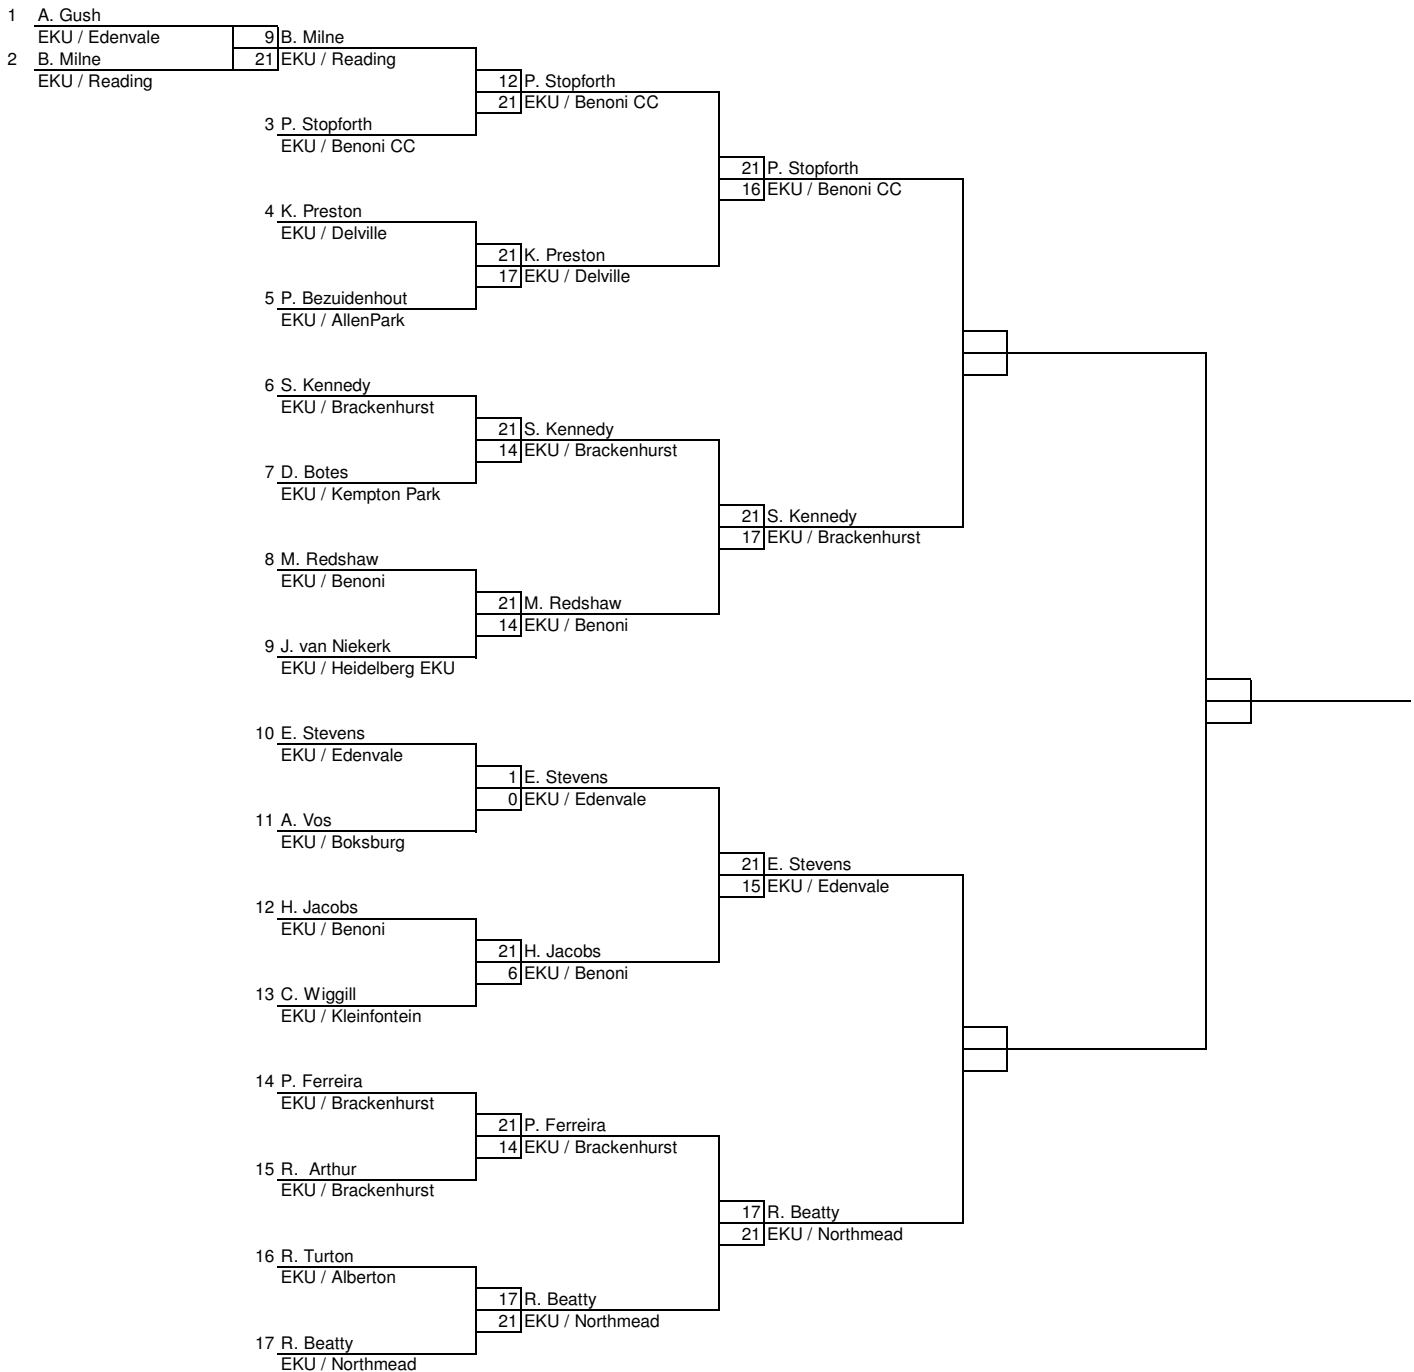 1 A. Gush
EKU / Edenvale
9 B. Milne
2 B. Milne
21 EKU / Reading
EKU / Reading
12 P. Stopforth
21 EKU / Benoni CC
3 P. Stopforth
EKU / Benoni CC
21 P. Stopforth
16 EKU / Benoni CC
4 K. Preston
EKU / Delville
21 K. Preston
17 EKU / Delville
5 P. Bezuidenhout
EKU / AllenPark
6 S. Kennedy
EKU / Brackenhurst
21 S. Kennedy
14 EKU / Brackenhurst
7 D. Botes
EKU / Kempton Park
21 S. Kennedy
17 EKU / Brackenhurst
8 M. Redshaw
EKU / Benoni
21 M. Redshaw
14 EKU / Benoni
9 J. van Niekerk
EKU / Heidelberg EKU
10 E. Stevens
EKU / Edenvale
1 E. Stevens
0 EKU / Edenvale
11 A. Vos
EKU / Boksburg
21 E. Stevens
15 EKU / Edenvale
12 H. Jacobs
EKU / Benoni
21 H. Jacobs
6 EKU / Benoni
13 C. Wiggill
EKU / Kleinfontein
14 P. Ferreira
EKU / Brackenhurst
21 P. Ferreira
14 EKU / Brackenhurst
15 R. Arthur
EKU / Brackenhurst
17 R. Beatty
21 EKU / Northmead
16 R. Turton
EKU / Alberton
17 R. Beatty
21 EKU / Northmead
17 R. Beatty
EKU / Northmead